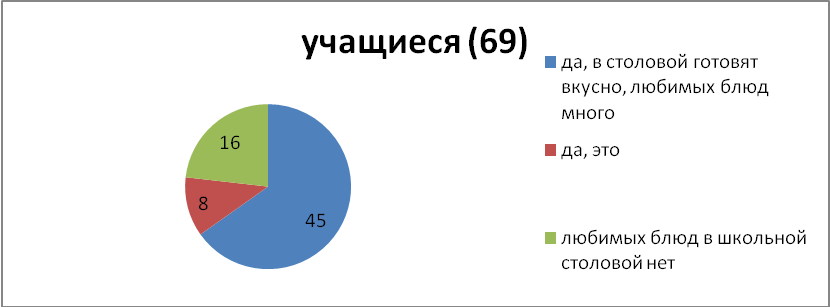 учащиеся (69)
да, в столовой готовят
вкусно, любимых блюд
много
да, это
любимых блюд в школьной
столовой нет
16
8
45